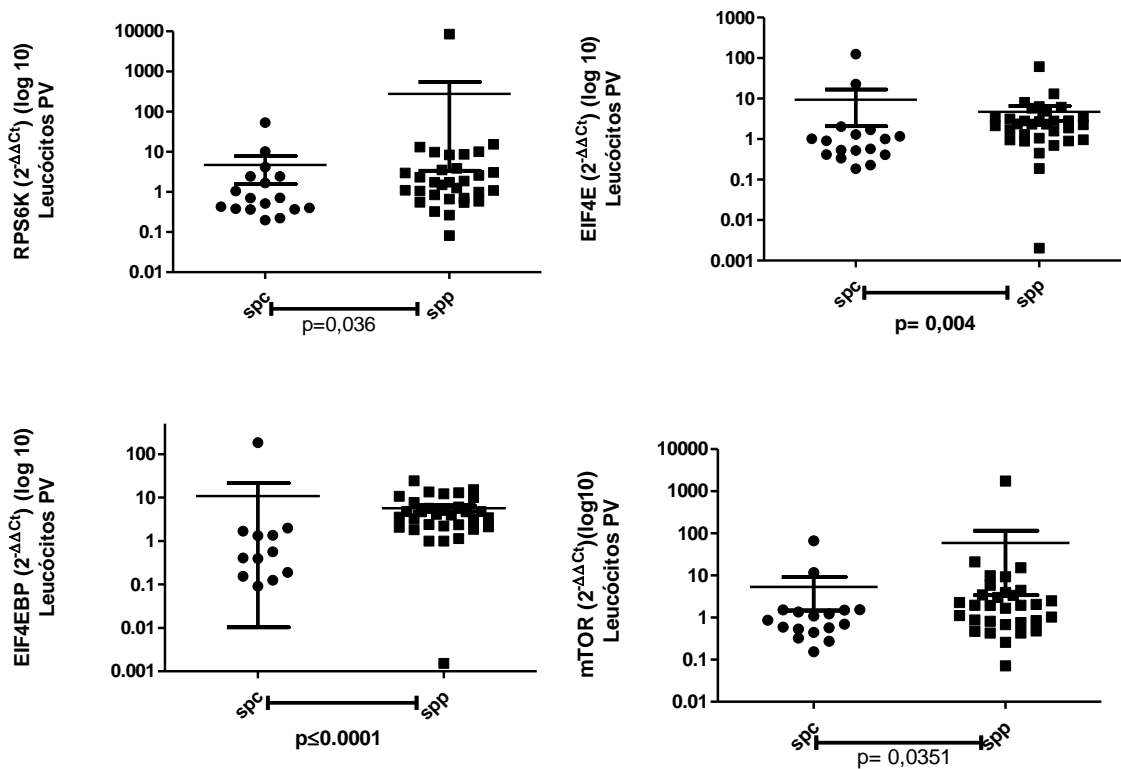 RPS6K (2-ΔΔCt) (log 10)
Leucócitos PV
10000
1000
100
10
1
0.1
0.01
spc
spp
p=0,036
EIF4E (2-ΔΔCt) (log 10)
Leucócitos PV
1000
100
10
1
0.1
0.01
0.001
spc
spp
p= 0,004
EIF4EBP (2-ΔΔCt) (log 10)
Leucócitos PV
100
10
1
0.1
0.01
0.001
spc
spp
p≤0.0001
mTOR (2-ΔΔCt)(log10)
Leucócitos PV
10000
1000
100
10
1
0.1
0.01
spc
spp
p= 0,0351